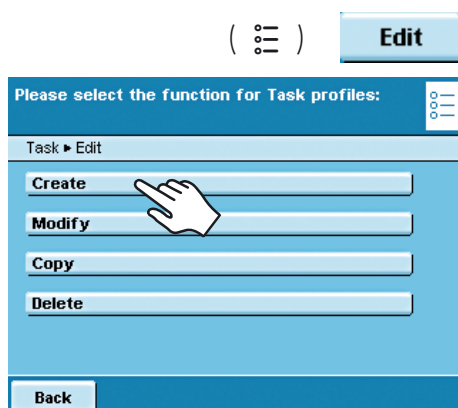 ( ) Edit
Please select the function for Task profiles:
Task ▸ Edit
Create
Modify
Copy
Delete
Back